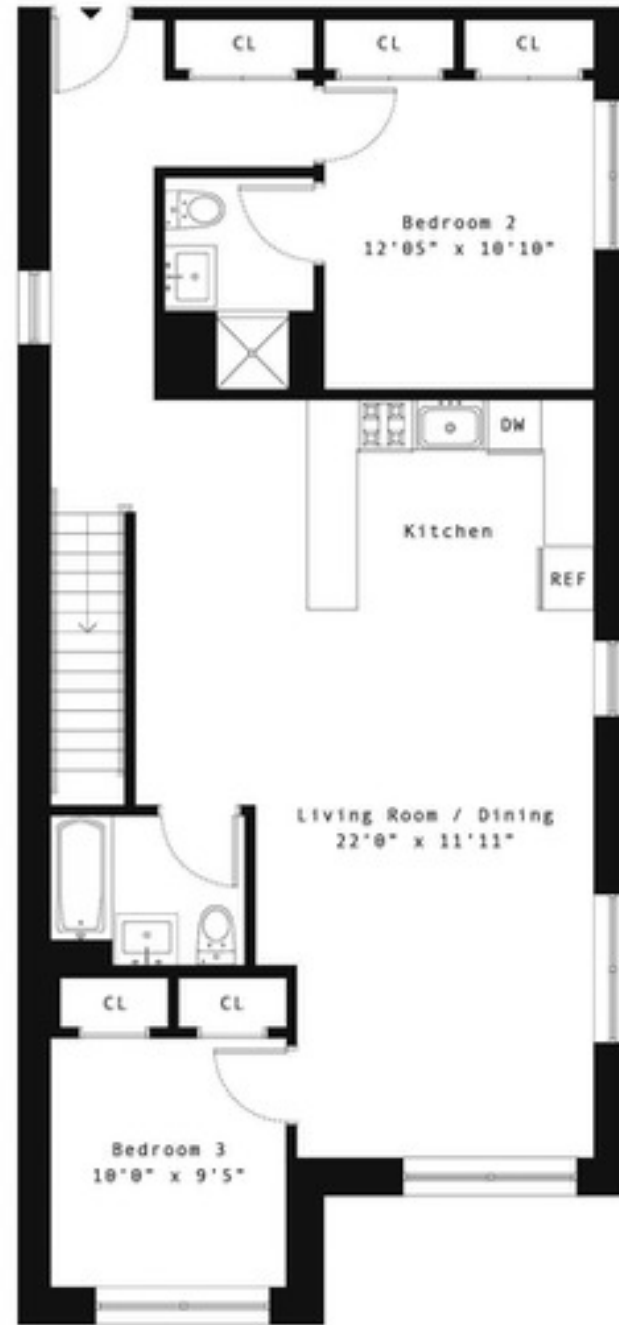 CL
CL
CL
Bedroom 2
12'05" x 10'10"
DW
Kitchen
REF
Living Room / Dining
22'0" x 11'11"
CL
CL
Bedroom 3
10'0" x 9'5"